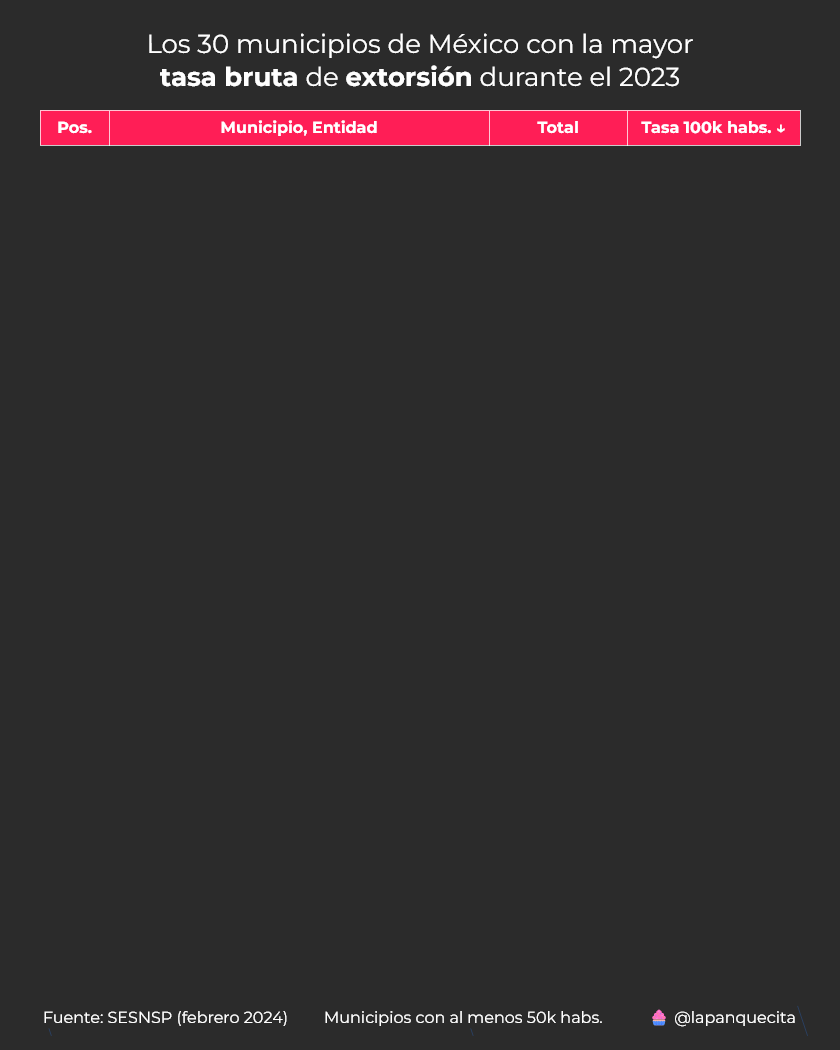 Los 30 municipios de México con la mayor
tasa bruta de extorsión durante el 2023
Pos. Municipio, Entidad Total Tasa 100k habs. ↓
Fuente: SESNSP (febrero 2024) Municipios con al menos 50k habs. 🧁 @lapanquecita